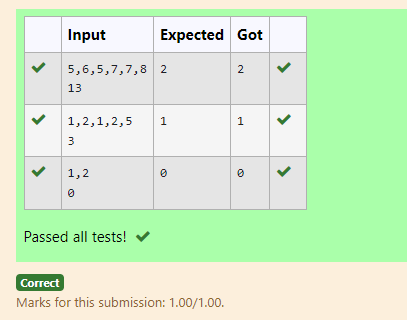 Input Expected Got
5,6,5,7,7,8 2 2
13
1,2,1,2,5 1 1
3
1,2 0 0
0
Passed all tests!
Correct
Marks for this submission: 1.00/1.00.